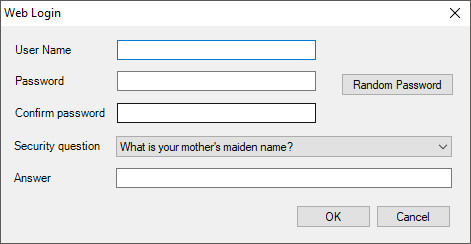 Web Login
User Name
Password
Random Password
Confirm password
Security question
What is your mother's maiden name?
Answer
OK
Cancel